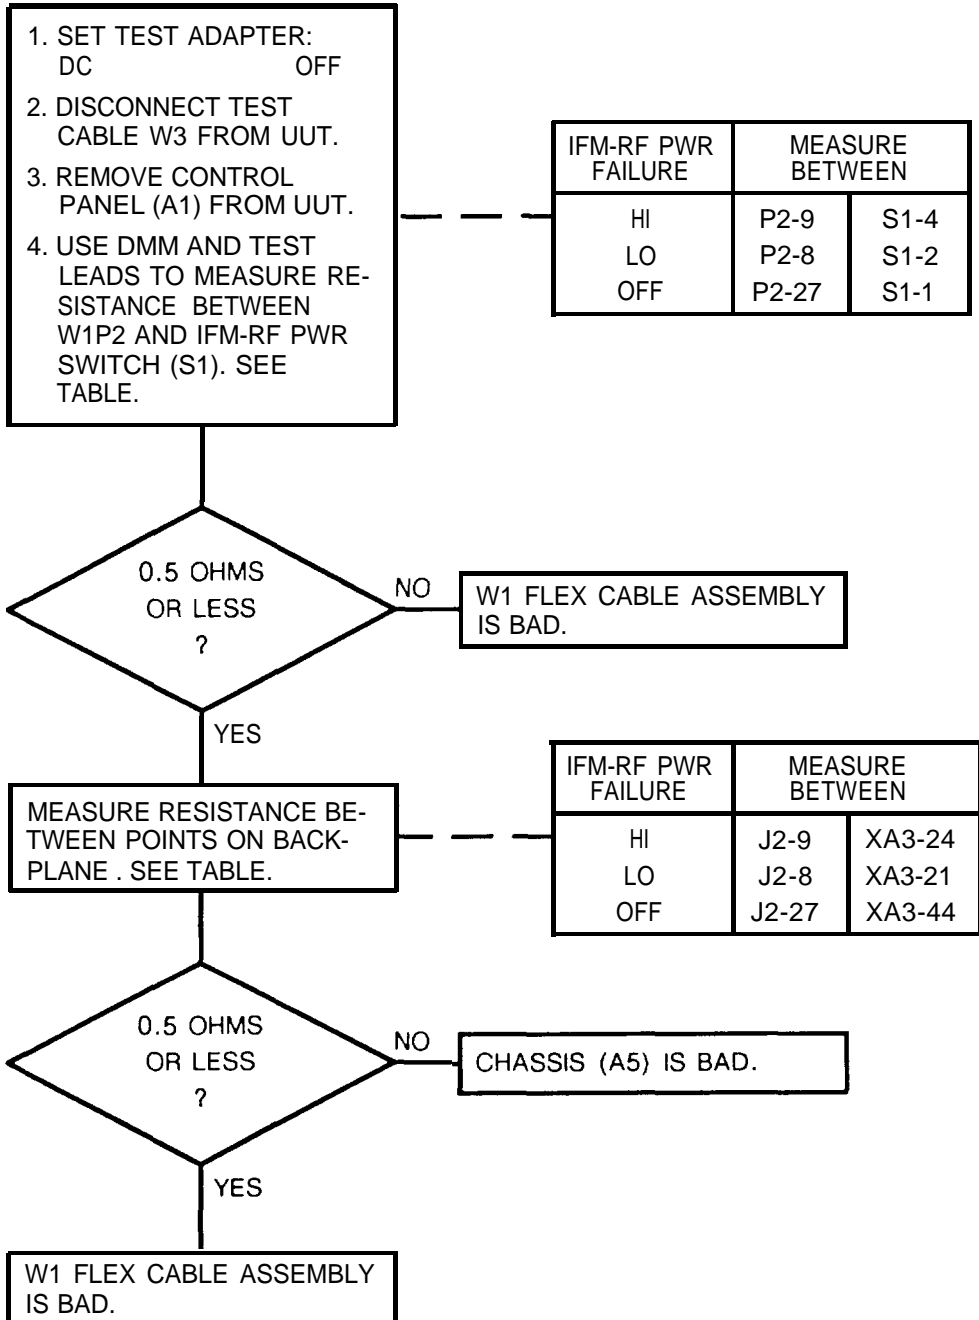 1. SET TEST ADAPTER:
DC OFF
2. DISCONNECT TEST
CABLE W3 FROM UUT.
3. REMOVE CONTROL
PANEL (A1) FROM UUT.
4. USE DMM AND TEST
LEADS TO MEASURE RE-
SISTANCE BETWEEN
W1P2 AND IFM-RF PWR
SWITCH (S1). SEE
TABLE.
IFM-RF PWR
FAILURE
MEASURE
BETWEEN
HI P2-9 S1-4
LO P2-8 S1-2
OFF P2-27 S1-1
0.5 OHMS
OR LESS
?
NO
W1 FLEX CABLE ASSEMBLY
IS BAD.
YES
MEASURE RESISTANCE BE-
TWEEN POINTS ON BACK-
PLANE . SEE TABLE.
IFM-RF PWR
FAILURE
MEASURE
BETWEEN
HI J2-9 XA3-24
LO J2-8 XA3-21
OFF J2-27 XA3-44
0.5 OHMS
OR LESS
?
NO
CHASSIS (A5) IS BAD.
YES
W1 FLEX CABLE ASSEMBLY
IS BAD.